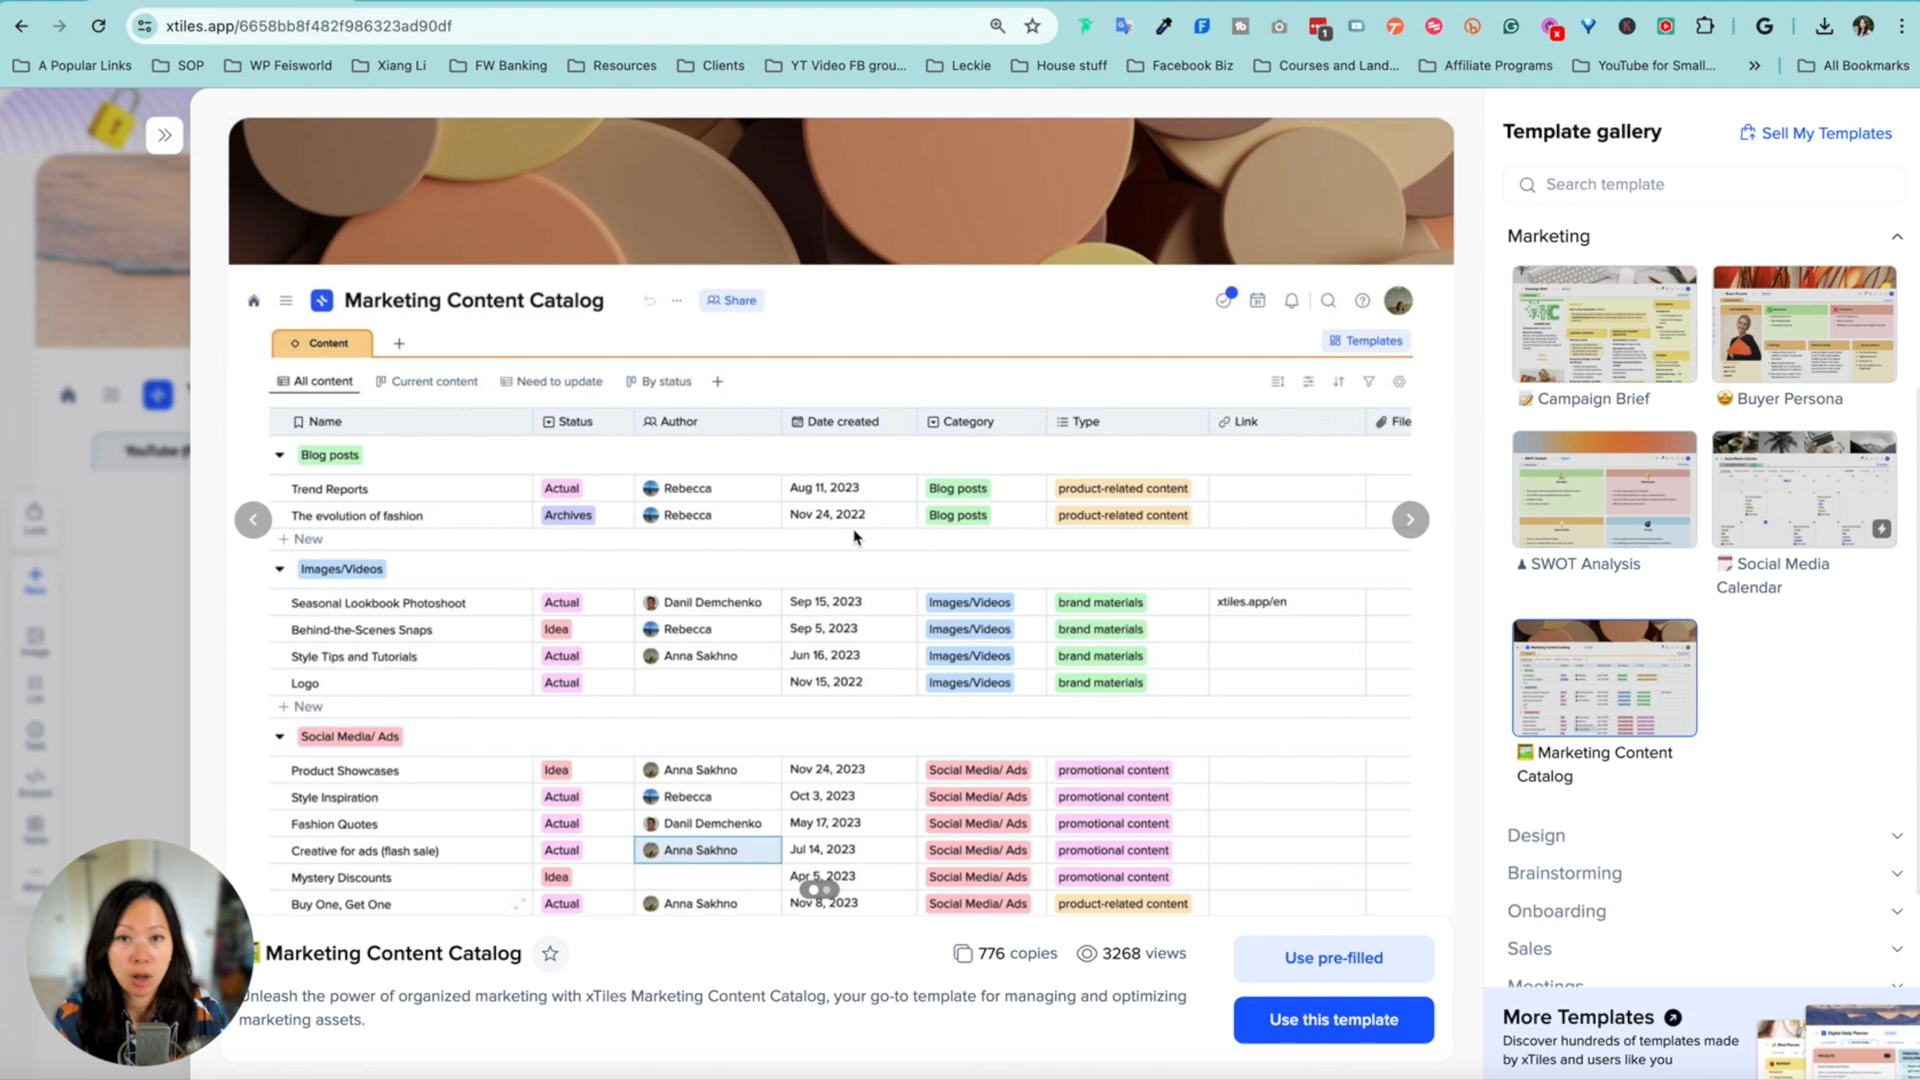 xtiles.app/6658bb8f482f986323ad90df
1
x
A Popular Links
SOP
WP Feisworld
Xiang Li
FW Banking
Resources
Clients
YT Video FB grou...
Leckie
House stuff
Facebook Biz
Courses and Land...
Affiliate Programs
YouTube for Small...
All Bookmarks
Marketing Content Catalog
Share
Content
Templates
All content
Current content
Need to update
By status
Name Status Author Date created Category Type Link File
Blog posts
Trend Reports Actual Rebecca Aug 11, 2023 Blog posts product-related content
The evolution of fashion Archives Rebecca Nov 24, 2022 Blog posts product-related content
+ New
Images/Videos
Seasonal Lookbook Photoshoot Actual Danil Demchenko Sep 15, 2023 Images/Videos brand materials xtiles.app/en
Behind-the-Scenes Snaps Idea Rebecca Sep 5, 2023 Images/Videos brand materials
Style Tips and Tutorials Actual Anna Sakhno Jun 16, 2023 Images/Videos brand materials
Logo Actual Nov 15, 2022 Images/Videos brand materials
+ New
Social Media/ Ads
Product Showcases Idea Anna Sakhno Nov 24, 2023 Social Media/ Ads promotional content
Style Inspiration Actual Rebecca Oct 3, 2023 Social Media/ Ads promotional content
Fashion Quotes Actual Danil Demchenko May 17, 2023 Social Media/ Ads promotional content
Creative for ads (flash sale) Actual Anna Sakhno Jul 14, 2023 Social Media/ Ads promotional content
Mystery Discounts Idea Apr 5, 2023 Social Media/ Ads promotional content
Buy One, Get One Actual Anna Sakhno Nov 8, 2023 Social Media/ Ads product-related content
Marketing Content Catalog
776 copies
3268 views
Unleash the power of organized marketing with xTiles Marketing Content Catalog, your go-to template for managing and optimizing
marketing assets.
Use pre-filled
Use this template
Template gallery
Sell My Templates
Search template
Marketing
Campaign Brief
Buyer Persona
SWOT Analysis
Social Media
Calendar
Marketing Content
Catalog
Design
Brainstorming
Onboarding
Sales
Meetings
More Templates
Discover hundreds of templates made
by xTiles and users like you